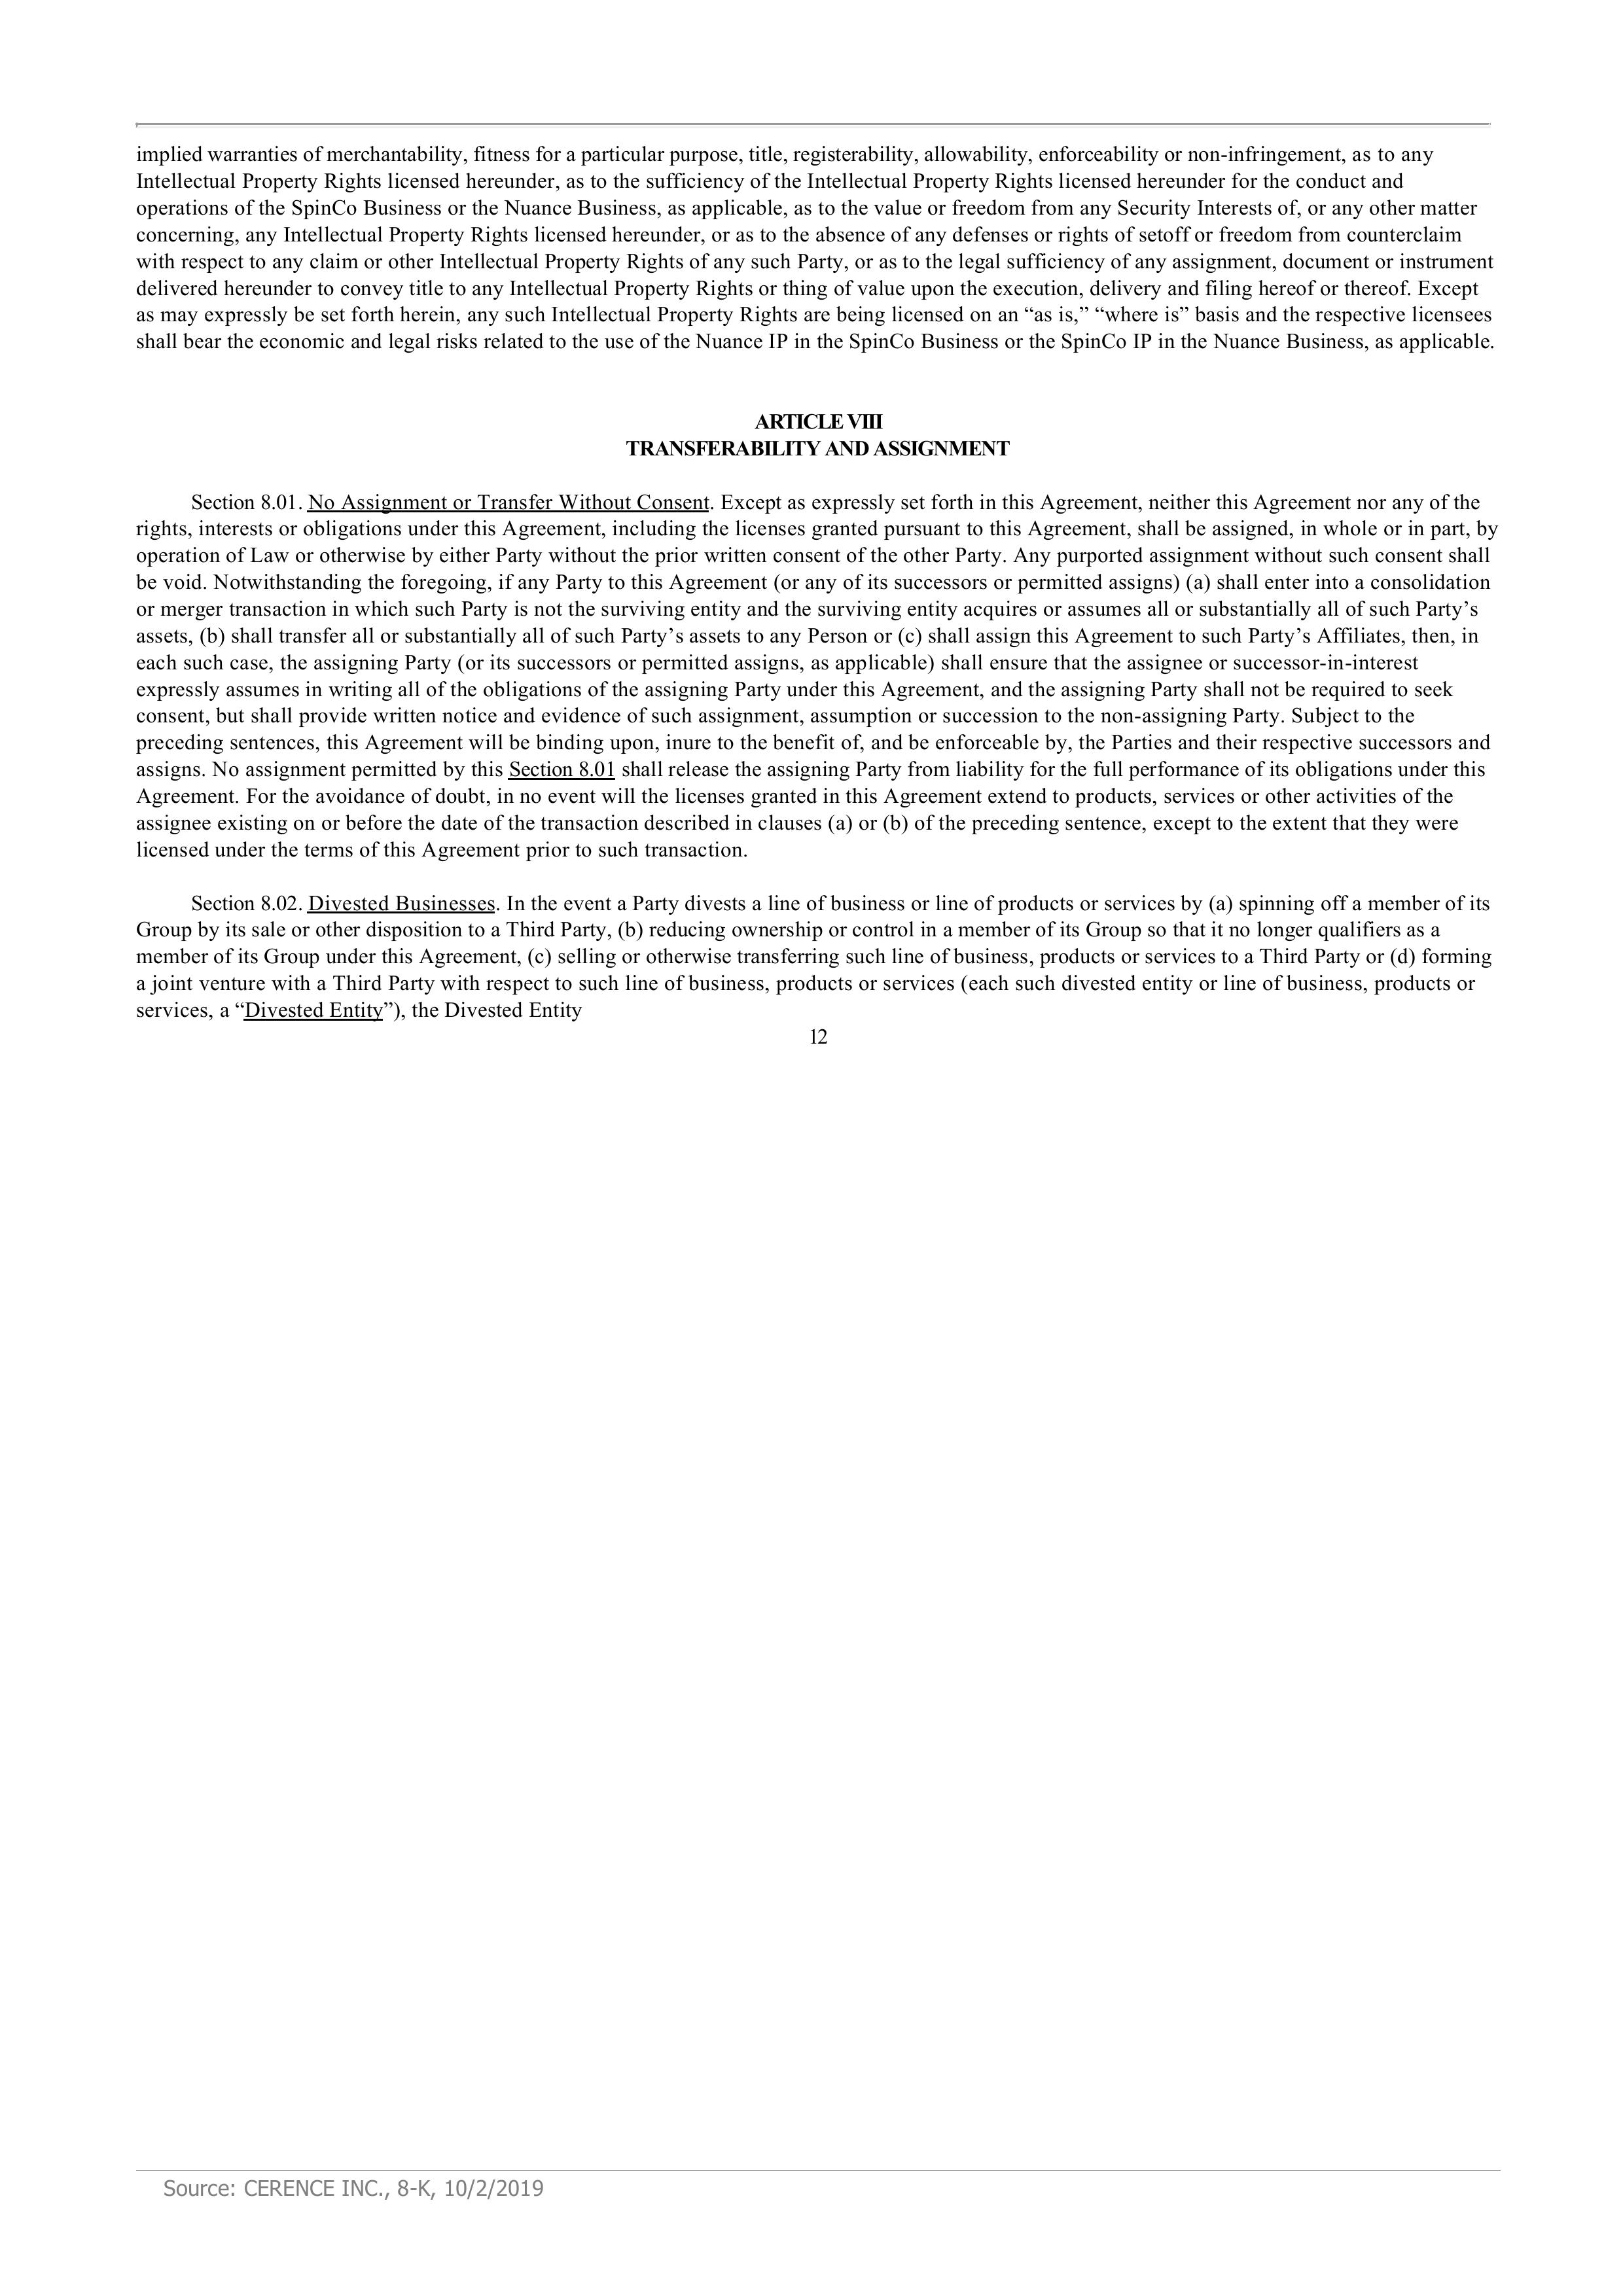 implied warranties of merchantability, fitness for a particular purpose, title, registerability, allowability, enforceability or non-infringement, as to any
Intellectual Property Rights licensed hereunder, as to the sufficiency of the Intellectual Property Rights licensed hereunder for the conduct and
operations of the SpinCo Business or the Nuance Business, as applicable, as to the value or freedom from any Security Interests of, or any other matter
concerning, any Intellectual Property Rights licensed hereunder, or as to the absence of any defenses or rights of setoff or freedom from counterclaim
with respect to any claim or other Intellectual Property Rights of any such Party, or as to the legal sufficiency of any assignment, document or instrument
delivered hereunder to convey title to any Intellectual Property Rights or thing of value upon the execution, delivery and filing hereof or thereof. Except
as may expressly be set forth herein, any such Intellectual Property Rights are being licensed on an “as is,” “where is” basis and the respective licensees
shall bear the economic and legal risks related to the use of the Nuance IP in the SpinCo Business or the SpinCo IP in the Nuance Business, as applicable.
ARTICLE VIII
TRANSFERABILITY AND ASSIGNMENT
Section 8.01. No Assignment or Transfer Without Consent. Except as expressly set forth in this Agreement, neither this Agreement nor any of the
rights, interests or obligations under this Agreement, including the licenses granted pursuant to this Agreement, shall be assigned, in whole or in part, by
operation of Law or otherwise by either Party without the prior written consent of the other Party. Any purported assignment without such consent shall
be void. Notwithstanding the foregoing, if any Party to this Agreement (or any of its successors or permitted assigns) (a) shall enter into a consolidation
or merger transaction in which such Party is not the surviving entity and the surviving entity acquires or assumes all or substantially all of such Party’s
assets, (b) shall transfer all or substantially all of such Party’s assets to any Person or (c) shall assign this Agreement to such Party’s Affiliates, then, in
each such case, the assigning Party (or its successors or permitted assigns, as applicable) shall ensure that the assignee or successor-in-interest
expressly assumes in writing all of the obligations of the assigning Party under this Agreement, and the assigning Party shall not be required to seek
consent, but shall provide written notice and evidence of such assignment, assumption or succession to the non-assigning Party. Subject to the
preceding sentences, this Agreement will be binding upon, inure to the benefit of, and be enforceable by, the Parties and their respective successors and
assigns. No assignment permitted by this Section 8.01 shall release the assigning Party from liability for the full performance of its obligations under this
Agreement. For the avoidance of doubt, in no event will the licenses granted in this Agreement extend to products, services or other activities of the
assignee existing on or before the date of the transaction described in clauses (a) or (b) of the preceding sentence, except to the extent that they were
licensed under the terms of this Agreement prior to such transaction.
Section 8.02. Divested Businesses. In the event a Party divests a line of business or line of products or services by (a) spinning off a member of its
Group by its sale or other disposition to a Third Party, (b) reducing ownership or control in a member of its Group so that it no longer qualifiers as a
member of its Group under this Agreement, (c) selling or otherwise transferring such line of business, products or services to a Third Party or (d) forming
a joint venture with a Third Party with respect to such line of business, products or services (each such divested entity or line of business, products or
services, a “Divested Entity”), the Divested Entity
12
Source: CERENCE INC., 8-K, 10/2/2019